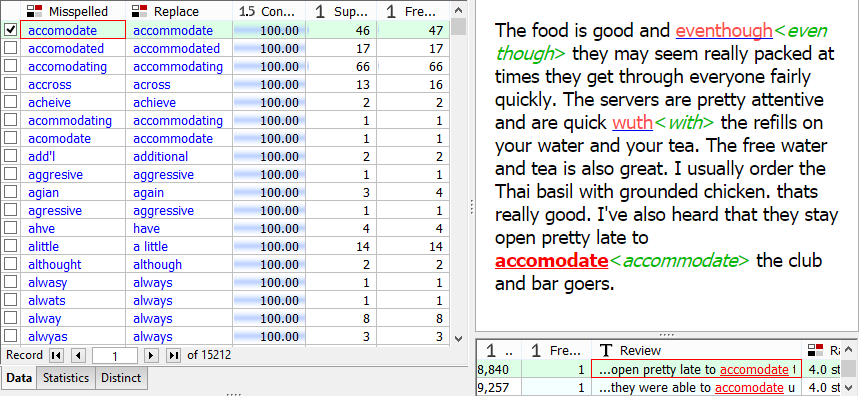 Misspelled Replace 1.5 Con... 1 Sup... 1 Fre...
accomodate accommodate 100.00 46 47
accomodated accommodated 100.00 17 17
accomodating accommodating 100.00 66 66
accross across 100.00 13 16
acheive achieve 100.00 2 2
acommodating accommodating 100.00 1 1
acomodate accommodate 100.00 1 1
add'l additional 100.00 2 2
aggresive aggressive 100.00 1 1
agian again 100.00 3 4
agressive aggressive 100.00 1 1
ahve have 100.00 4 4
alittle a little 100.00 14 14
althought although 100.00 2 2
alwasy always 100.00 1 1
alwats always 100.00 1 1
alway always 100.00 8 8
alwyas always 100.00 3 3
Record 1 of 15212
Data Statistics Distinct
The food is good and eventhough<even
though> they may seem really packed at
times they get through everyone fairly
quickly. The servers are pretty attentive
and are quick wuth<with> the refills on
your water and your tea. The free water
and tea is also great. I usually order the
Thai basil with grounded chicken. thats
really good. I've also heard that they stay
open pretty late to
accomodate<accommodate> the club
and bar goers.
1 .. 1 Fre... T Review Ra
8,840 1 ...open pretty late to accomodate t 4.0 st
9,257 1 ...they were able to accomodate u 4.0 st